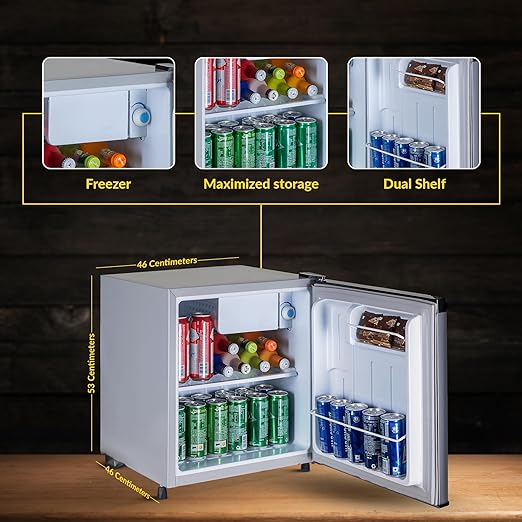 Freezer
Maximized storage
Dual Shelf
46 Centimeters
53 Centimeters
46 Centimeters